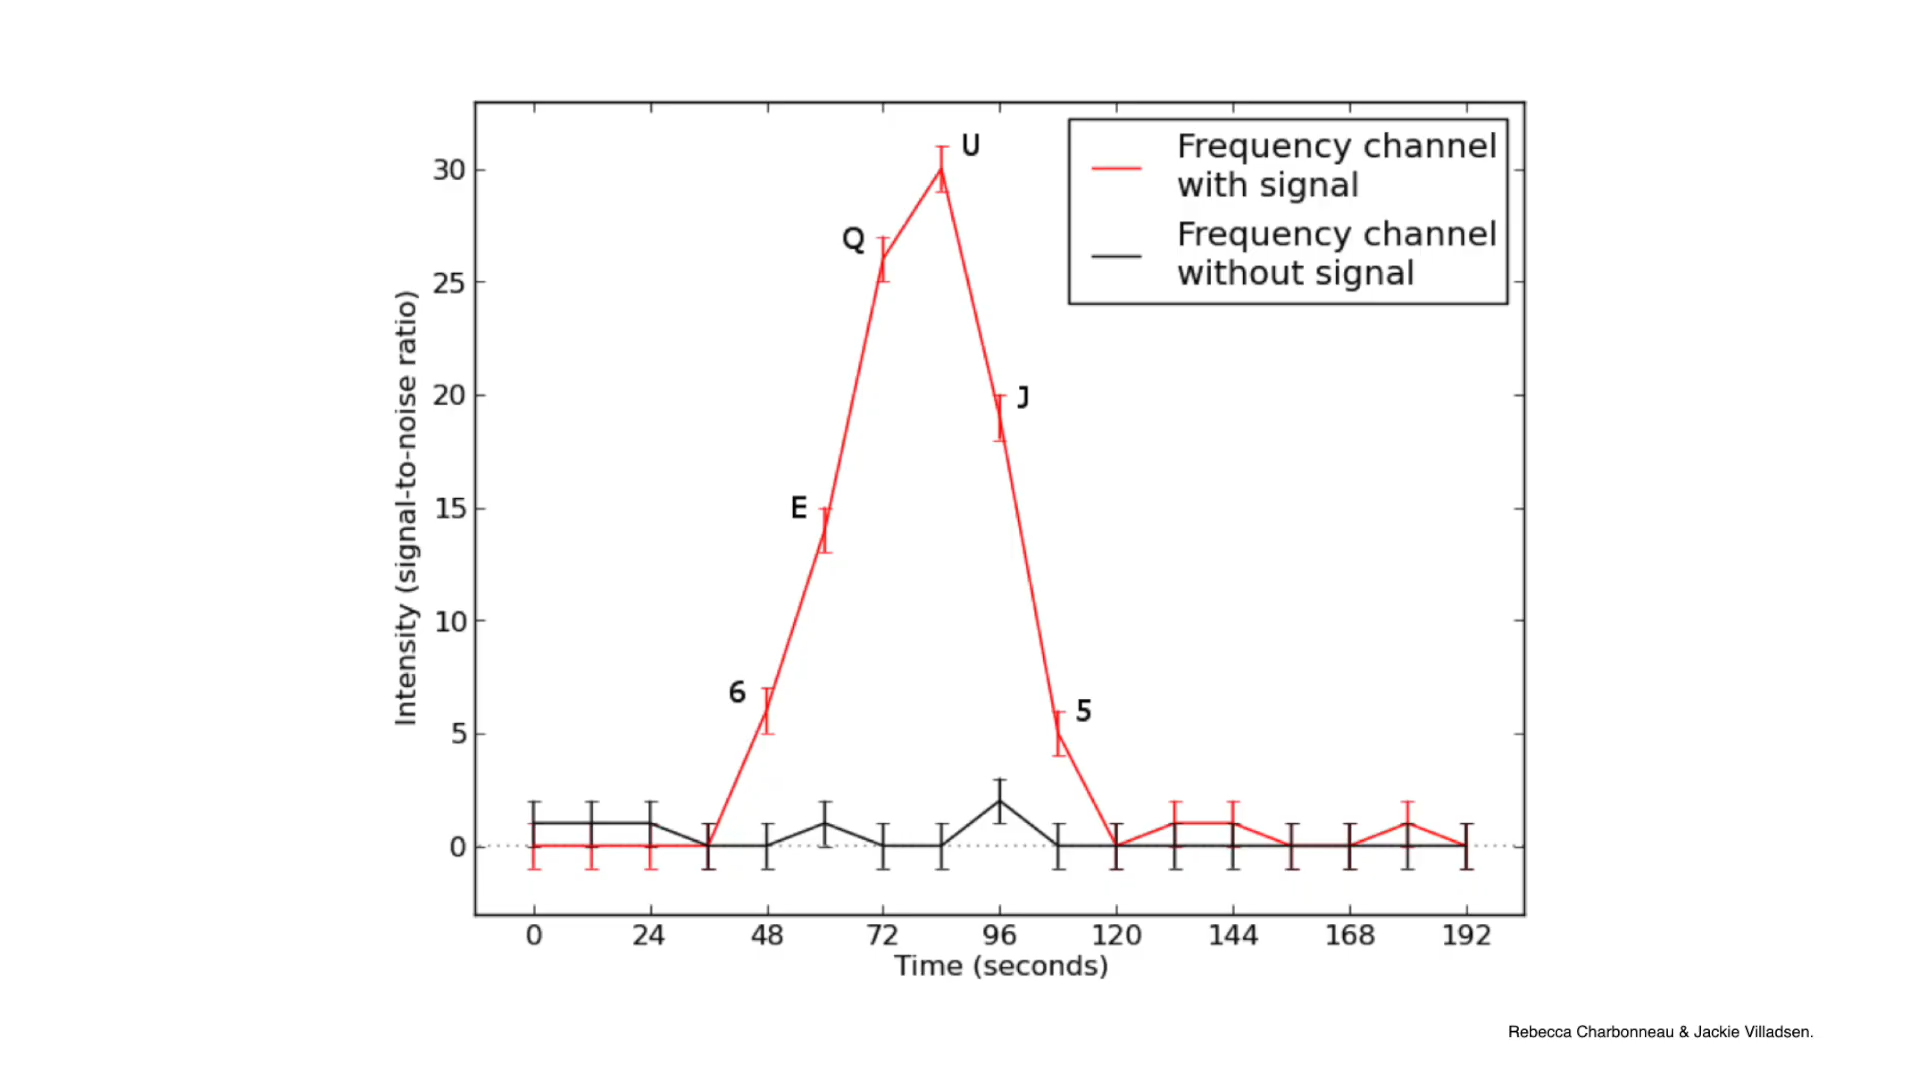 Frequency channel
with signal
Frequency channel
without signal
U
Q
J
E
6
5
Intensity (signal-to-noise ratio)
30
25
20
15
10
5
0
0 24 48 72 96 120 144 168 192
Time (seconds)
Rebecca Charbonneau & Jackie Villadsen.